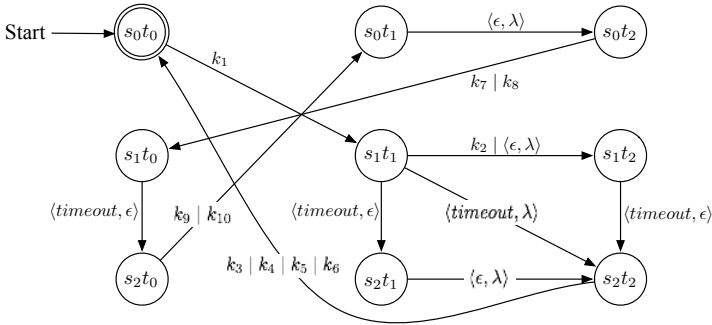 Start
s₀t₀
s₀t₁
⟨ϵ, λ⟩
s₀t₂
k₁
k₇ | k₈
s₁t₀
s₁t₁
k₂ | ⟨ϵ, λ⟩
s₁t₂
⟨timeout, ϵ⟩
k₉ | k₁₀
⟨timeout, ϵ⟩
⟨timeout, λ⟩
⟨timeout, ϵ⟩
k₃ | k₄ | k₅ | k₆
s₂t₀
s₂t₁
⟨ϵ, λ⟩
s₂t₂